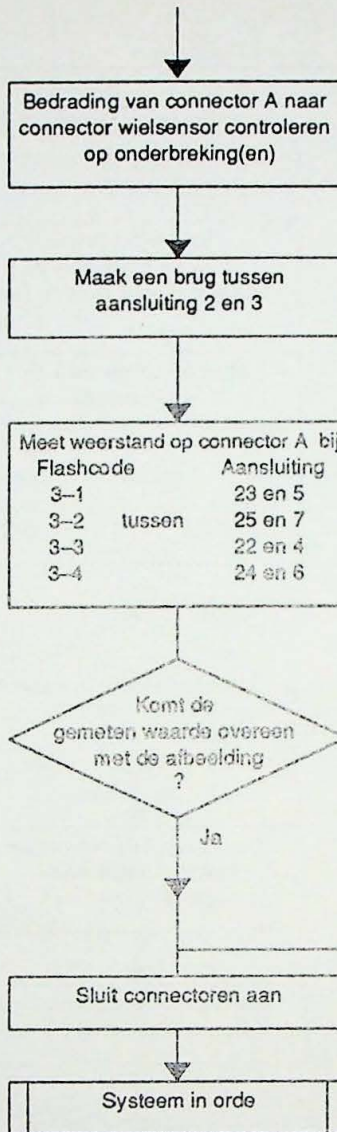 Bedrading van connector A naar
connector wielsensor controleren
op onderbreking(en)
Maak een brug tussen
aansluiting 2 en 3
Meet weerstand op connector A bij
Flashcode Aansluiting
3–1 23 en 5
3–2 tussen 25 en 7
3–3 22 en 4
3–4 24 en 6
Komt de
gemeten waarde overeen
met de afbeelding
?
Ja
Sluit connectoren aan
Systeem in orde